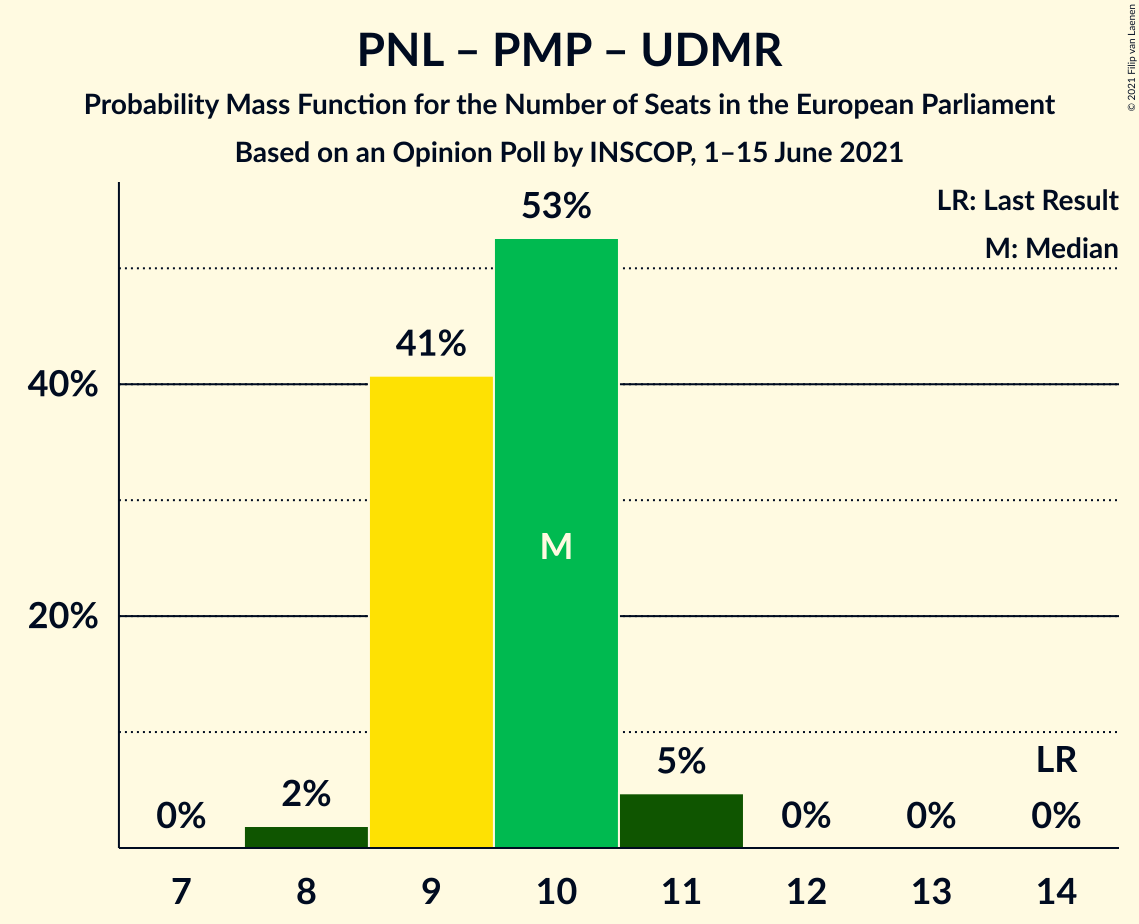 PNL – PMP – UDMR
Probability Mass Function for the Number of Seats in the European Parliament
Based on an Opinion Poll by INSCOP, 1–15 June 2021
© 2021 Filip van Laenen
LR: Last Result
M: Median
53%
41%
40%
M
20%
5%
LR
2%
0%
0%
0%
0%
7
8
9
10
11
12
13
14